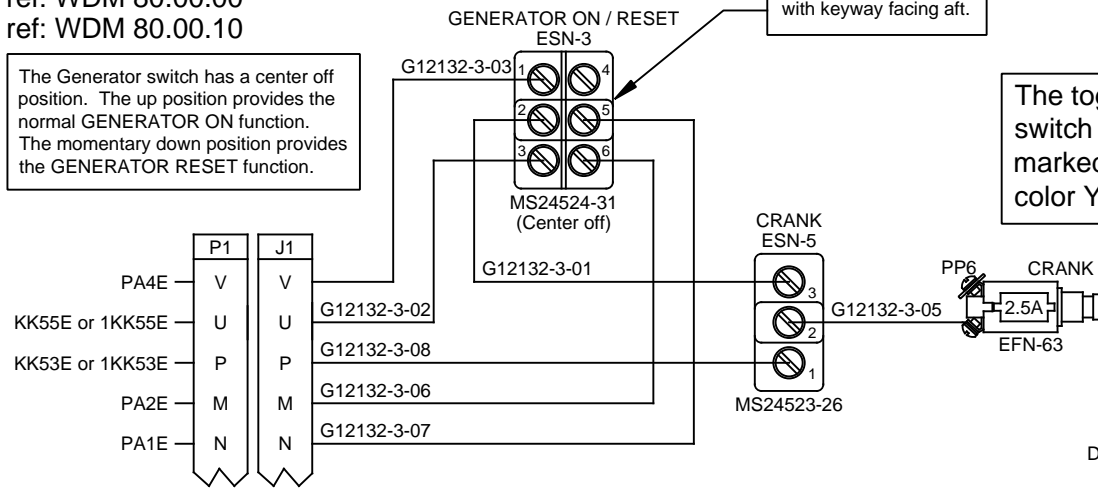 ref: WDM 80.00.00
ref: WDM 80.00.10
The Generator switch has a center off
position. The up position provides the
normal GENERATOR ON function.
The momentary down position provides
the GENERATOR RESET function.
GENERATOR ON / RESET
ESN-3
with keyway facing aft.
G12132-3-03
1
4
2
5
3
6
MS24524-31
(Center off)
The tog
switch
marked
color Y
CRANK
ESN-5
G12132-3-01
3
2
1
MS24523-26
G12132-3-05
PP6
CRANK
2.5A
EFN-63
P1
J1
PA4E
V
V
KK55E or 1KK55E
U
U
G12132-3-02
KK53E or 1KK53E
P
P
G12132-3-08
PA2E
M
M
G12132-3-06
PA1E
N
N
G12132-3-07
D